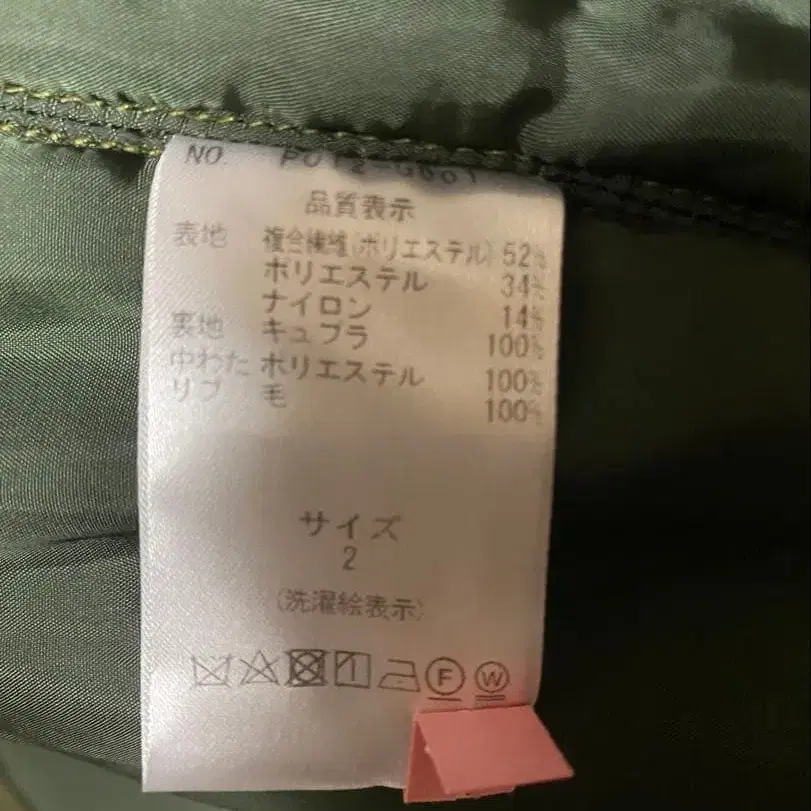 NO. P012-G001
品質表示
表地 複合繊維(ポリエステル) 52%
ポリエステル 34%
ナイロン 14%
裏地 キュプラ 100%
中わた ポリエステル 100%
リブ 毛 100%
サイズ
2
(洗濯絵表示)
F W